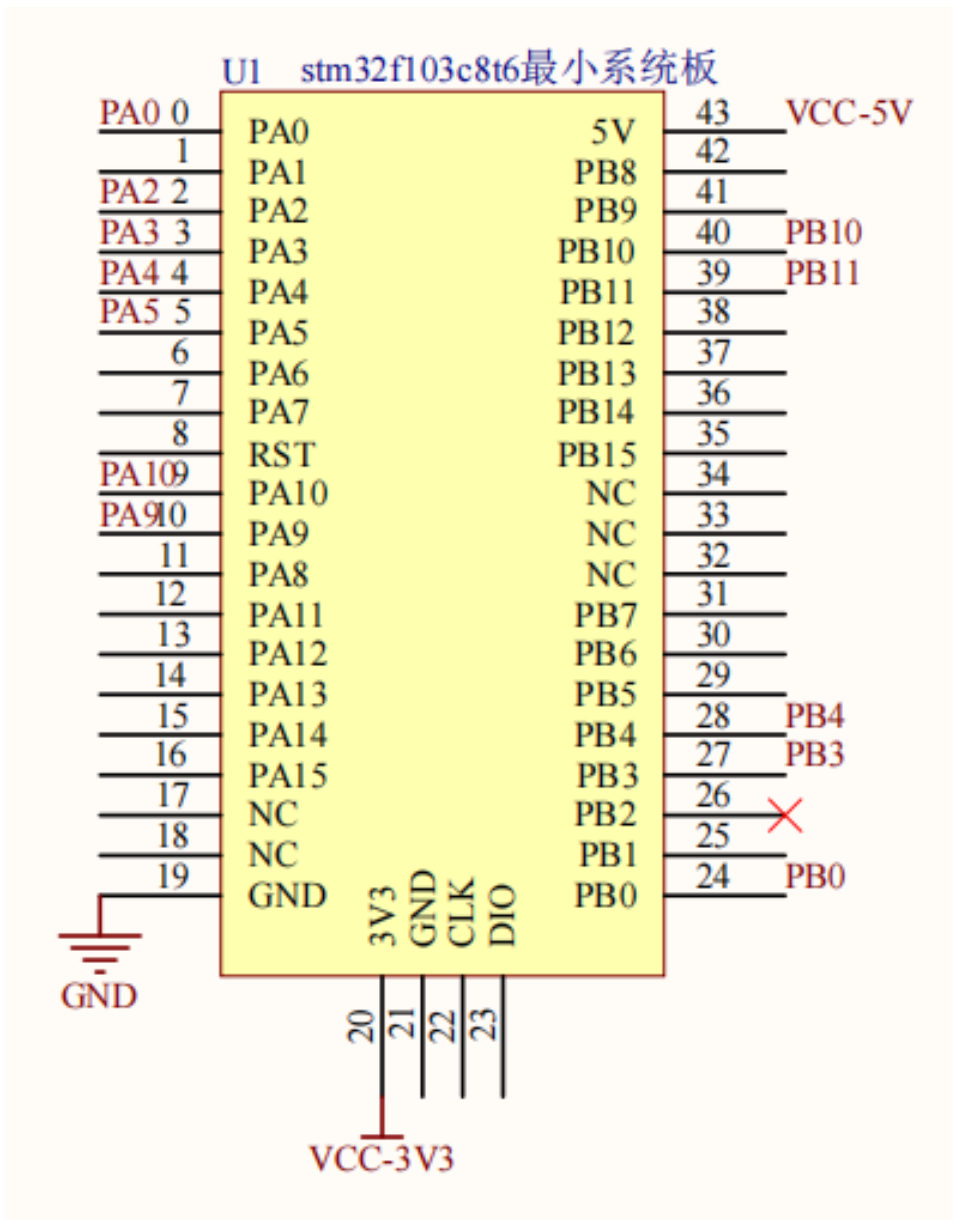 U1 stm32f103c8t6最小系统板
PA0 0 PA0 5V 43 VCC-5V
1 PA1 PB8 42
PA2 2 PA2 PB9 41
PA3 3 PA3 PB10 40 PB10
PA4 4 PA4 PB11 39 PB11
PA5 5 PA5 PB12 38
6 PA6 PB13 37
7 PA7 PB14 36
8 RST PB15 35
PA10 9 PA10 NC 34
PA9 10 PA9 NC 33
11 PA8 NC 32
12 PA11 PB7 31
13 PA12 PB6 30
14 PA13 PB5 29
15 PA14 PB4 28 PB4
16 PA15 PB3 27 PB3
17 NC PB2 26
18 NC PB1 25
19 GND PB0 24 PB0
3V3 GND CLK DIO
GND
20 21 22 23
VCC-3V3